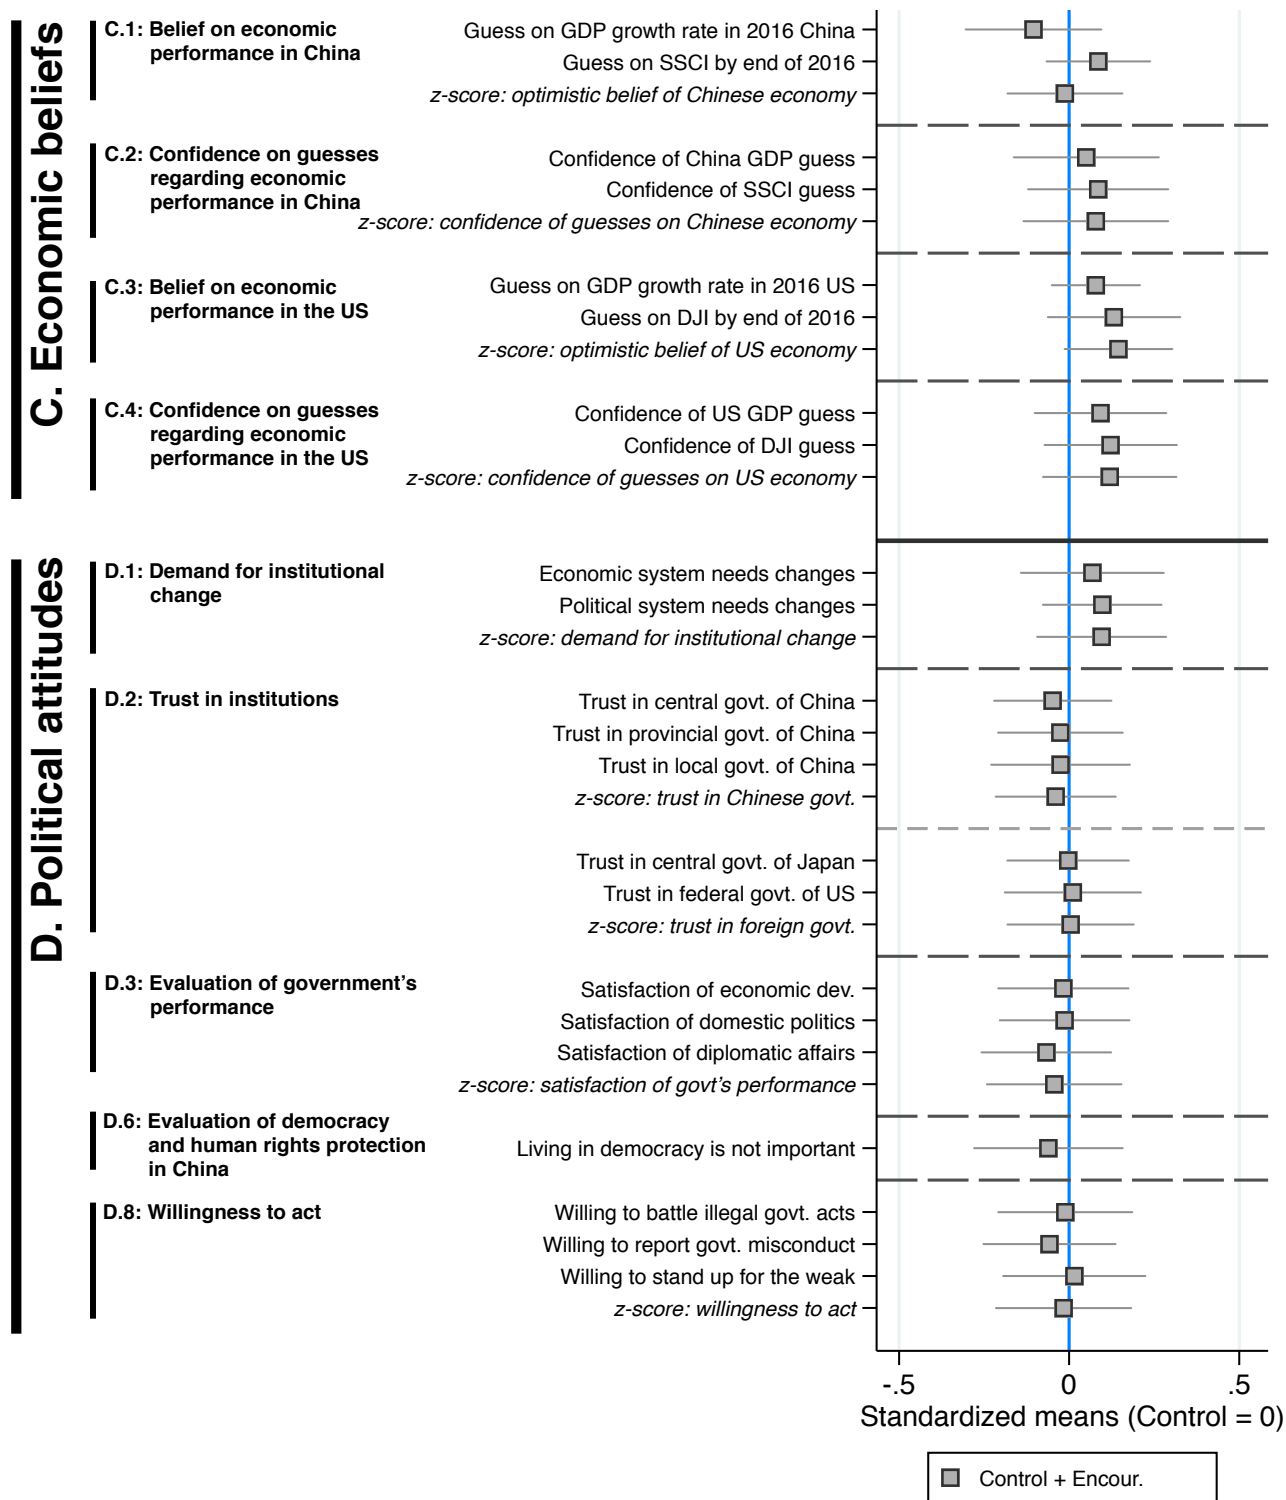 C. Economic beliefs
C.1: Belief on economic
performance in China
Guess on GDP growth rate in 2016 China
Guess on SSCI by end of 2016
z-score: optimistic belief of Chinese economy
C.2: Confidence on guesses
regarding economic
performance in China
Confidence of China GDP guess
Confidence of SSCI guess
z-score: confidence of guesses on Chinese economy
C.3: Belief on economic
performance in the US
Guess on GDP growth rate in 2016 US
Guess on DJI by end of 2016
z-score: optimistic belief of US economy
C.4: Confidence on guesses
regarding economic
performance in the US
Confidence of US GDP guess
Confidence of DJI guess
z-score: confidence of guesses on US economy
D. Political attitudes
D.1: Demand for institutional
change
Economic system needs changes
Political system needs changes
z-score: demand for institutional change
D.2: Trust in institutions
Trust in central govt. of China
Trust in provincial govt. of China
Trust in local govt. of China
z-score: trust in Chinese govt.
Trust in central govt. of Japan
Trust in federal govt. of US
z-score: trust in foreign govt.
D.3: Evaluation of government’s
performance
Satisfaction of economic dev.
Satisfaction of domestic politics
Satisfaction of diplomatic affairs
z-score: satisfaction of govt’s performance
D.6: Evaluation of democracy
and human rights protection
in China
Living in democracy is not important
D.8: Willingness to act
Willing to battle illegal govt. acts
Willing to report govt. misconduct
Willing to stand up for the weak
z-score: willingness to act
-.5 0 .5
Standardized means (Control = 0)
Control + Encour.